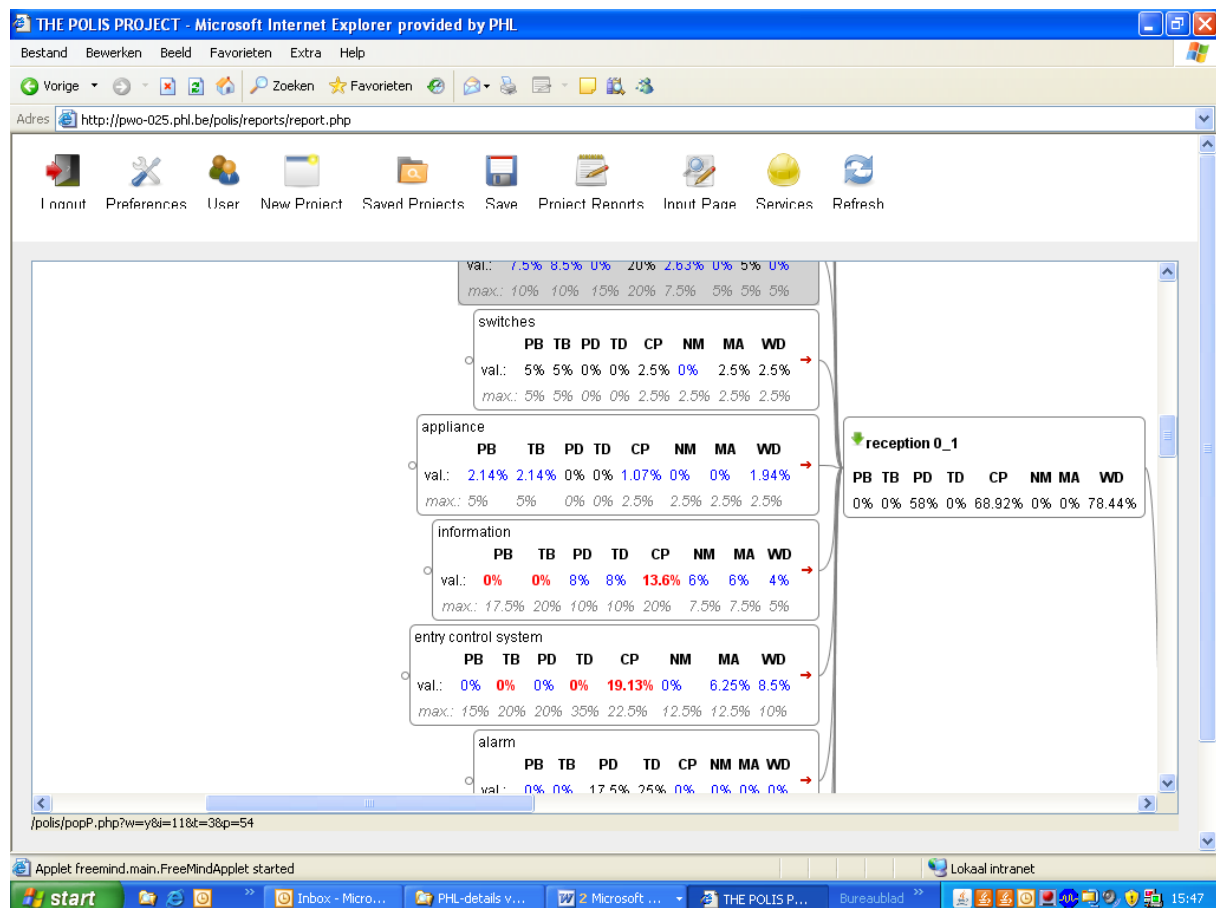 THE POLIS PROJECT - Microsoft Internet Explorer provided by PHL
Bestand Bewerken Beeld Favorieten Extra Help
Vorige Zoeken Favorieten
Adres http://pwo-025.phl.be/polis/reports/report.php
Logout Preferences User New Project Saved Projects Save Project Reports Input Page Services Refresh
val.: 7.5% 8.5% 0% 20% 2.63% 0% 5% 0%
max.: 10% 10% 15% 20% 7.5% 5% 5% 5%
switches
PB TB PD TD CP NM MA WD
val.: 5% 5% 0% 0% 2.5% 0% 2.5% 2.5%
max.: 5% 5% 0% 0% 2.5% 2.5% 2.5% 2.5%
appliance
PB TB PD TD CP NM MA WD
val.: 2.14% 2.14% 0% 0% 1.07% 0% 0% 1.94%
max.: 5% 5% 0% 0% 2.5% 2.5% 2.5% 2.5%
information
PB TB PD TD CP NM MA WD
val.: 0% 0% 8% 8% 13.6% 6% 6% 4%
max.: 17.5% 20% 10% 10% 20% 7.5% 7.5% 5%
entry control system
PB TB PD TD CP NM MA WD
val.: 0% 0% 0% 0% 19.13% 0% 6.25% 8.5%
max.: 15% 20% 20% 35% 22.5% 12.5% 12.5% 10%
alarm
PB TB PD TD CP NM MA WD
val.: 0% 0% 17.5% 25% 0% 0% 0% 0%
reception 0_1
PB TB PD TD CP NM MA WD
0% 0% 58% 0% 68.92% 0% 0% 78.44%
/polis/popP.php?w=y&i=11&t=3&p=54
Applet freemind.main.FreeMindApplet started Lokaal intranet
start » Inbox - Micro... PHL-details v... 2 Microsoft ... THE POLIS P... Bureaublad » 15:47